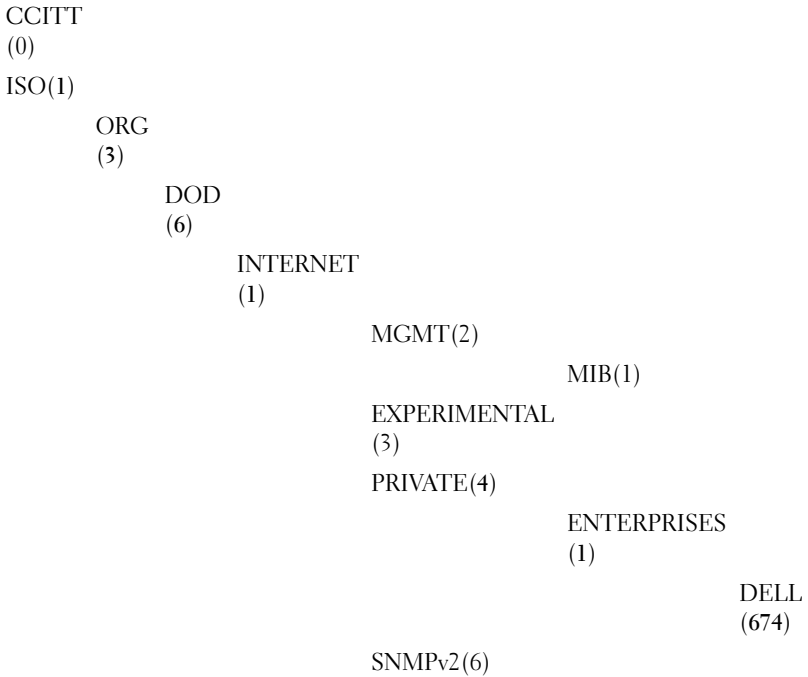 CCITT
(0)
ISO(1)
ORG
(3)
DOD
(6)
INTERNET
(1)
MGMT(2)
MIB(1)
EXPERIMENTAL
(3)
PRIVATE(4)
ENTERPRISES
(1)
DELL
(674)
SNMPv2(6)